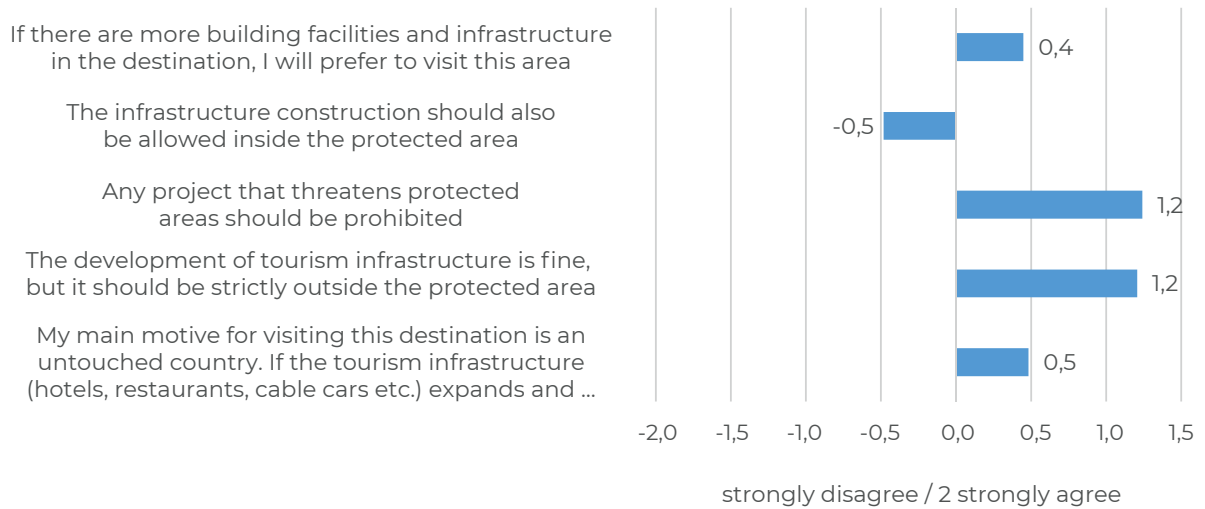 If there are more building facilities and infrastructure
in the destination, I will prefer to visit this area
0,4
The infrastructure construction should also
be allowed inside the protected area
-0,5
Any project that threatens protected
areas should be prohibited
1,2
The development of tourism infrastructure is fine,
but it should be strictly outside the protected area
1,2
My main motive for visiting this destination is an
untouched country. If the tourism infrastructure
(hotels, restaurants, cable cars etc.) expands and ...
0,5
-2,0 -1,5 -1,0 -0,5 0,0 0,5 1,0 1,5
strongly disagree / 2 strongly agree